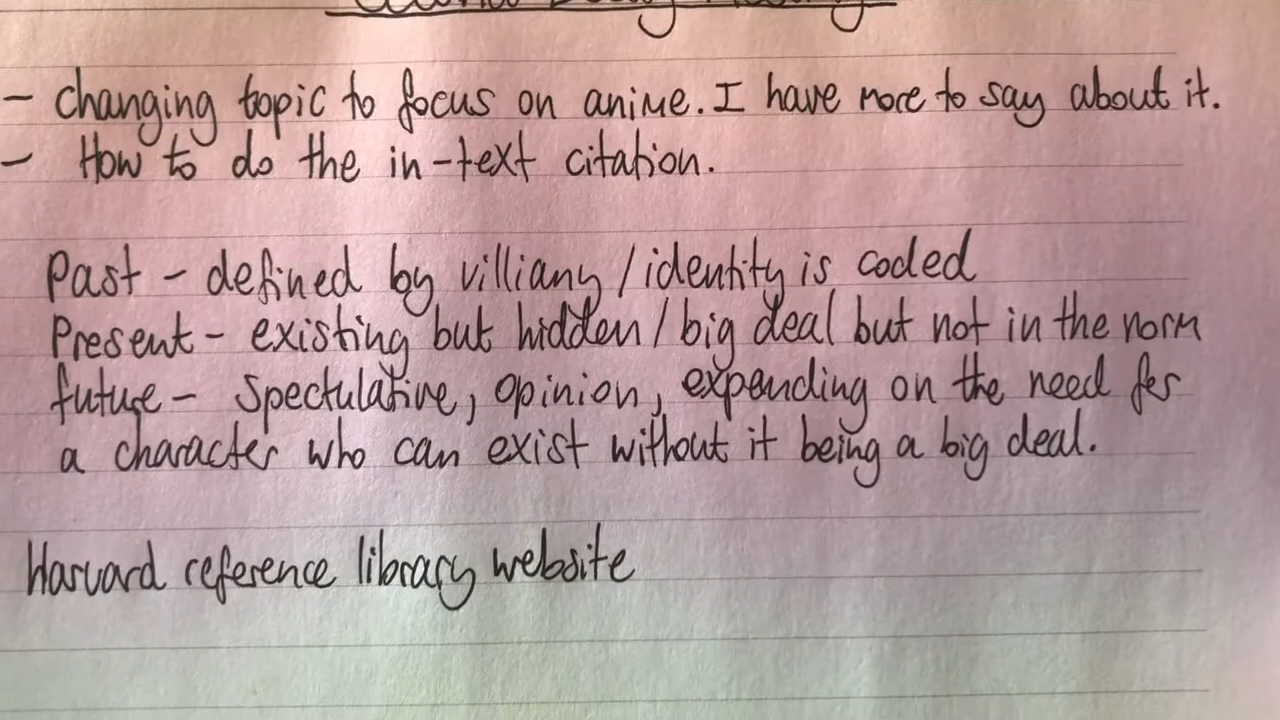 - changing topic to focus on anime. I have more to say about it.
- How to do the in-text citation.
Past - defined by villiany / identity is coded
Present - existing but hidden / big deal but not in the norm
future - Spectulative, opinion, expanding on the need for
a character who can exist without it being a big deal.
Harvard reference library website